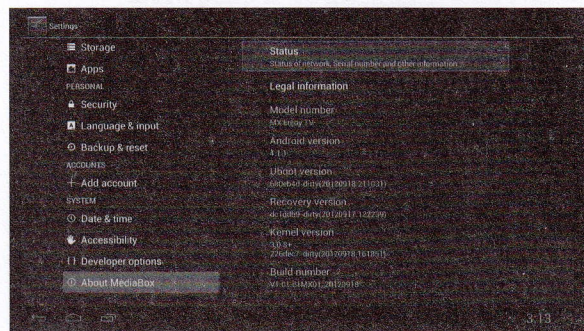 Settings
Storage
Apps
PERSONAL
Security
Language & input
Backup & reset
ACCOUNTS
Add account
SYSTEM
Date & time
Accessibility
Developer options
About MediaBox
Status
Status of network, Serial number and other information
Legal information
Model number
MX Enjoy TV
Android version
4.1.1
Uboot version
Recovery version
Kernel version
3.0.8+
Build number
3:13